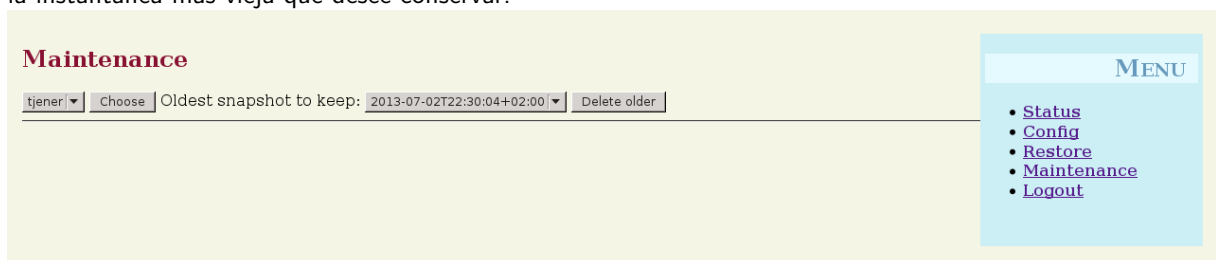 la instantánea más vieja que desee conservar.
Maintenance
tjener Choose Oldest snapshot to keep: 2013-07-02T22:30:04+02:00 Delete older
MENU
Status
Config
Restore
Maintenance
Logout